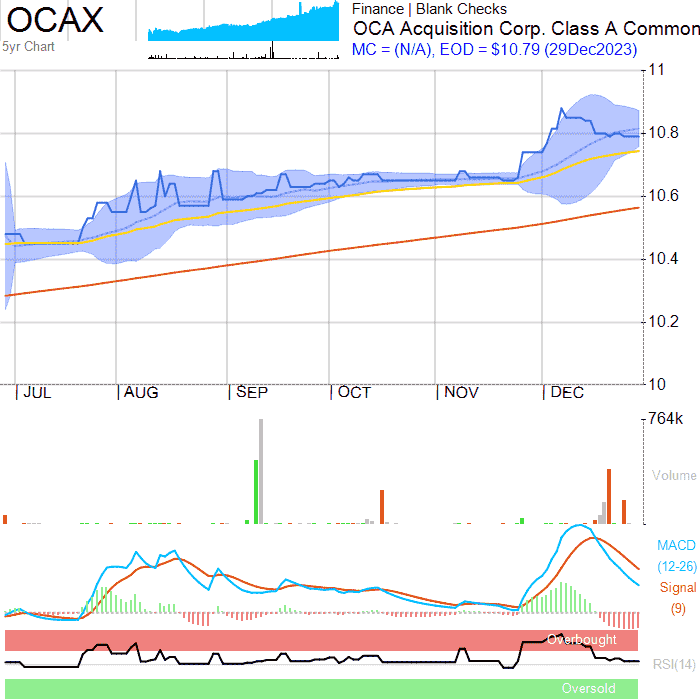 OCAX
5yr Chart
Finance | Blank Checks
OCA Acquisition Corp. Class A Common
MC = (N/A), EOD = $10.79 (29Dec2023)
11
10.8
10.6
10.4
10.2
10
JUL AUG SEP OCT NOV DEC
764k
Volume
MACD
(12-26)
Signal
(9)
Overbought
RSI(14)
Oversold